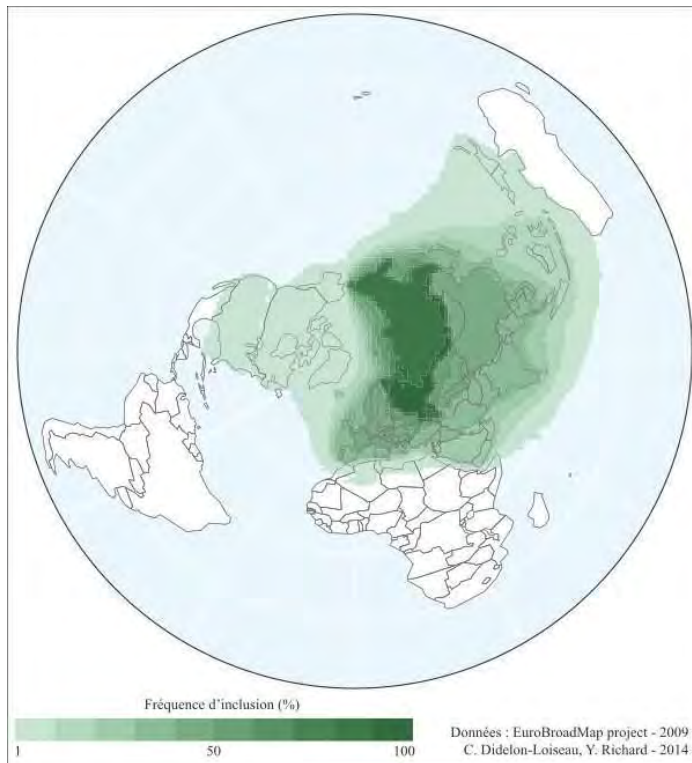 Fréquence d’inclusion (%)
1 50 100
Données : EuroBroadMap project - 2009
C. Didelon-Loiseau, Y. Richard - 2014